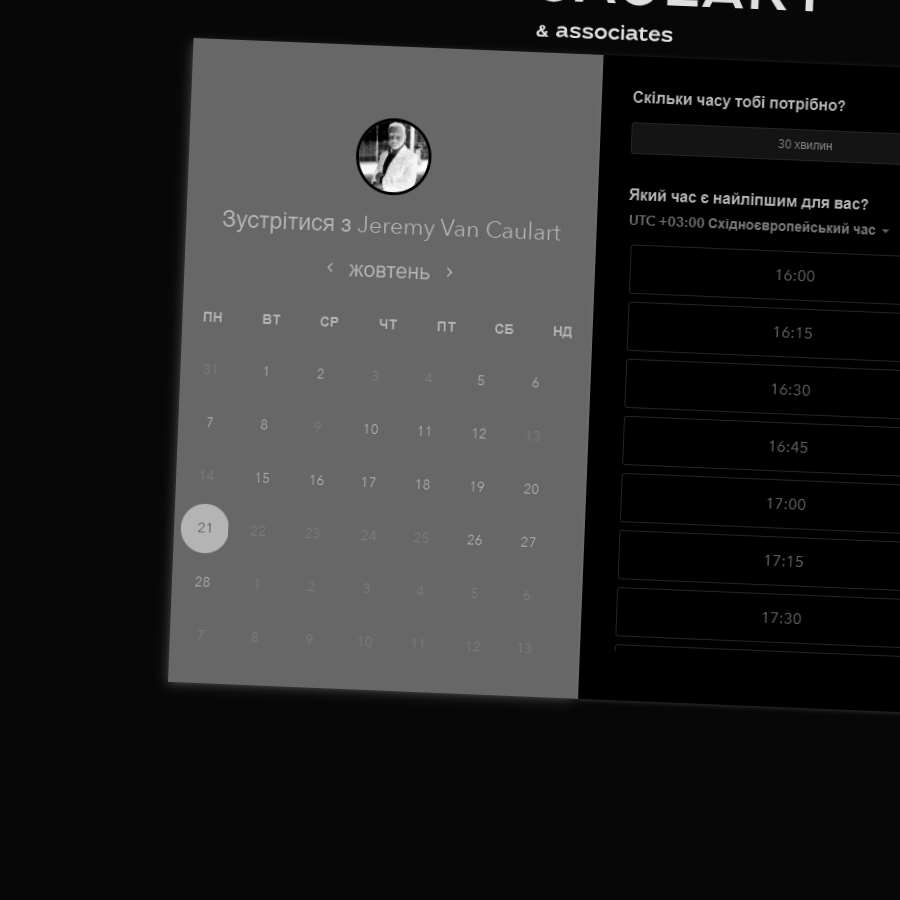 & associates
Зустрітися з Jeremy Van Caulart
жовтень
ПН ВТ СР ЧТ ПТ СБ НД
31 1 2 3 4 5 6
7 8 9 10 11 12 13
14 15 16 17 18 19 20
21 22 23 24 25 26 27
28 1 2 3 4 5 6
7 8 9 10 11 12 13
Скільки часу тобі потрібно?
30 хвилин
Який час є найліпшим для вас?
UTC +03:00 Східноєвропейський час
16:00
16:15
16:30
16:45
17:00
17:15
17:30